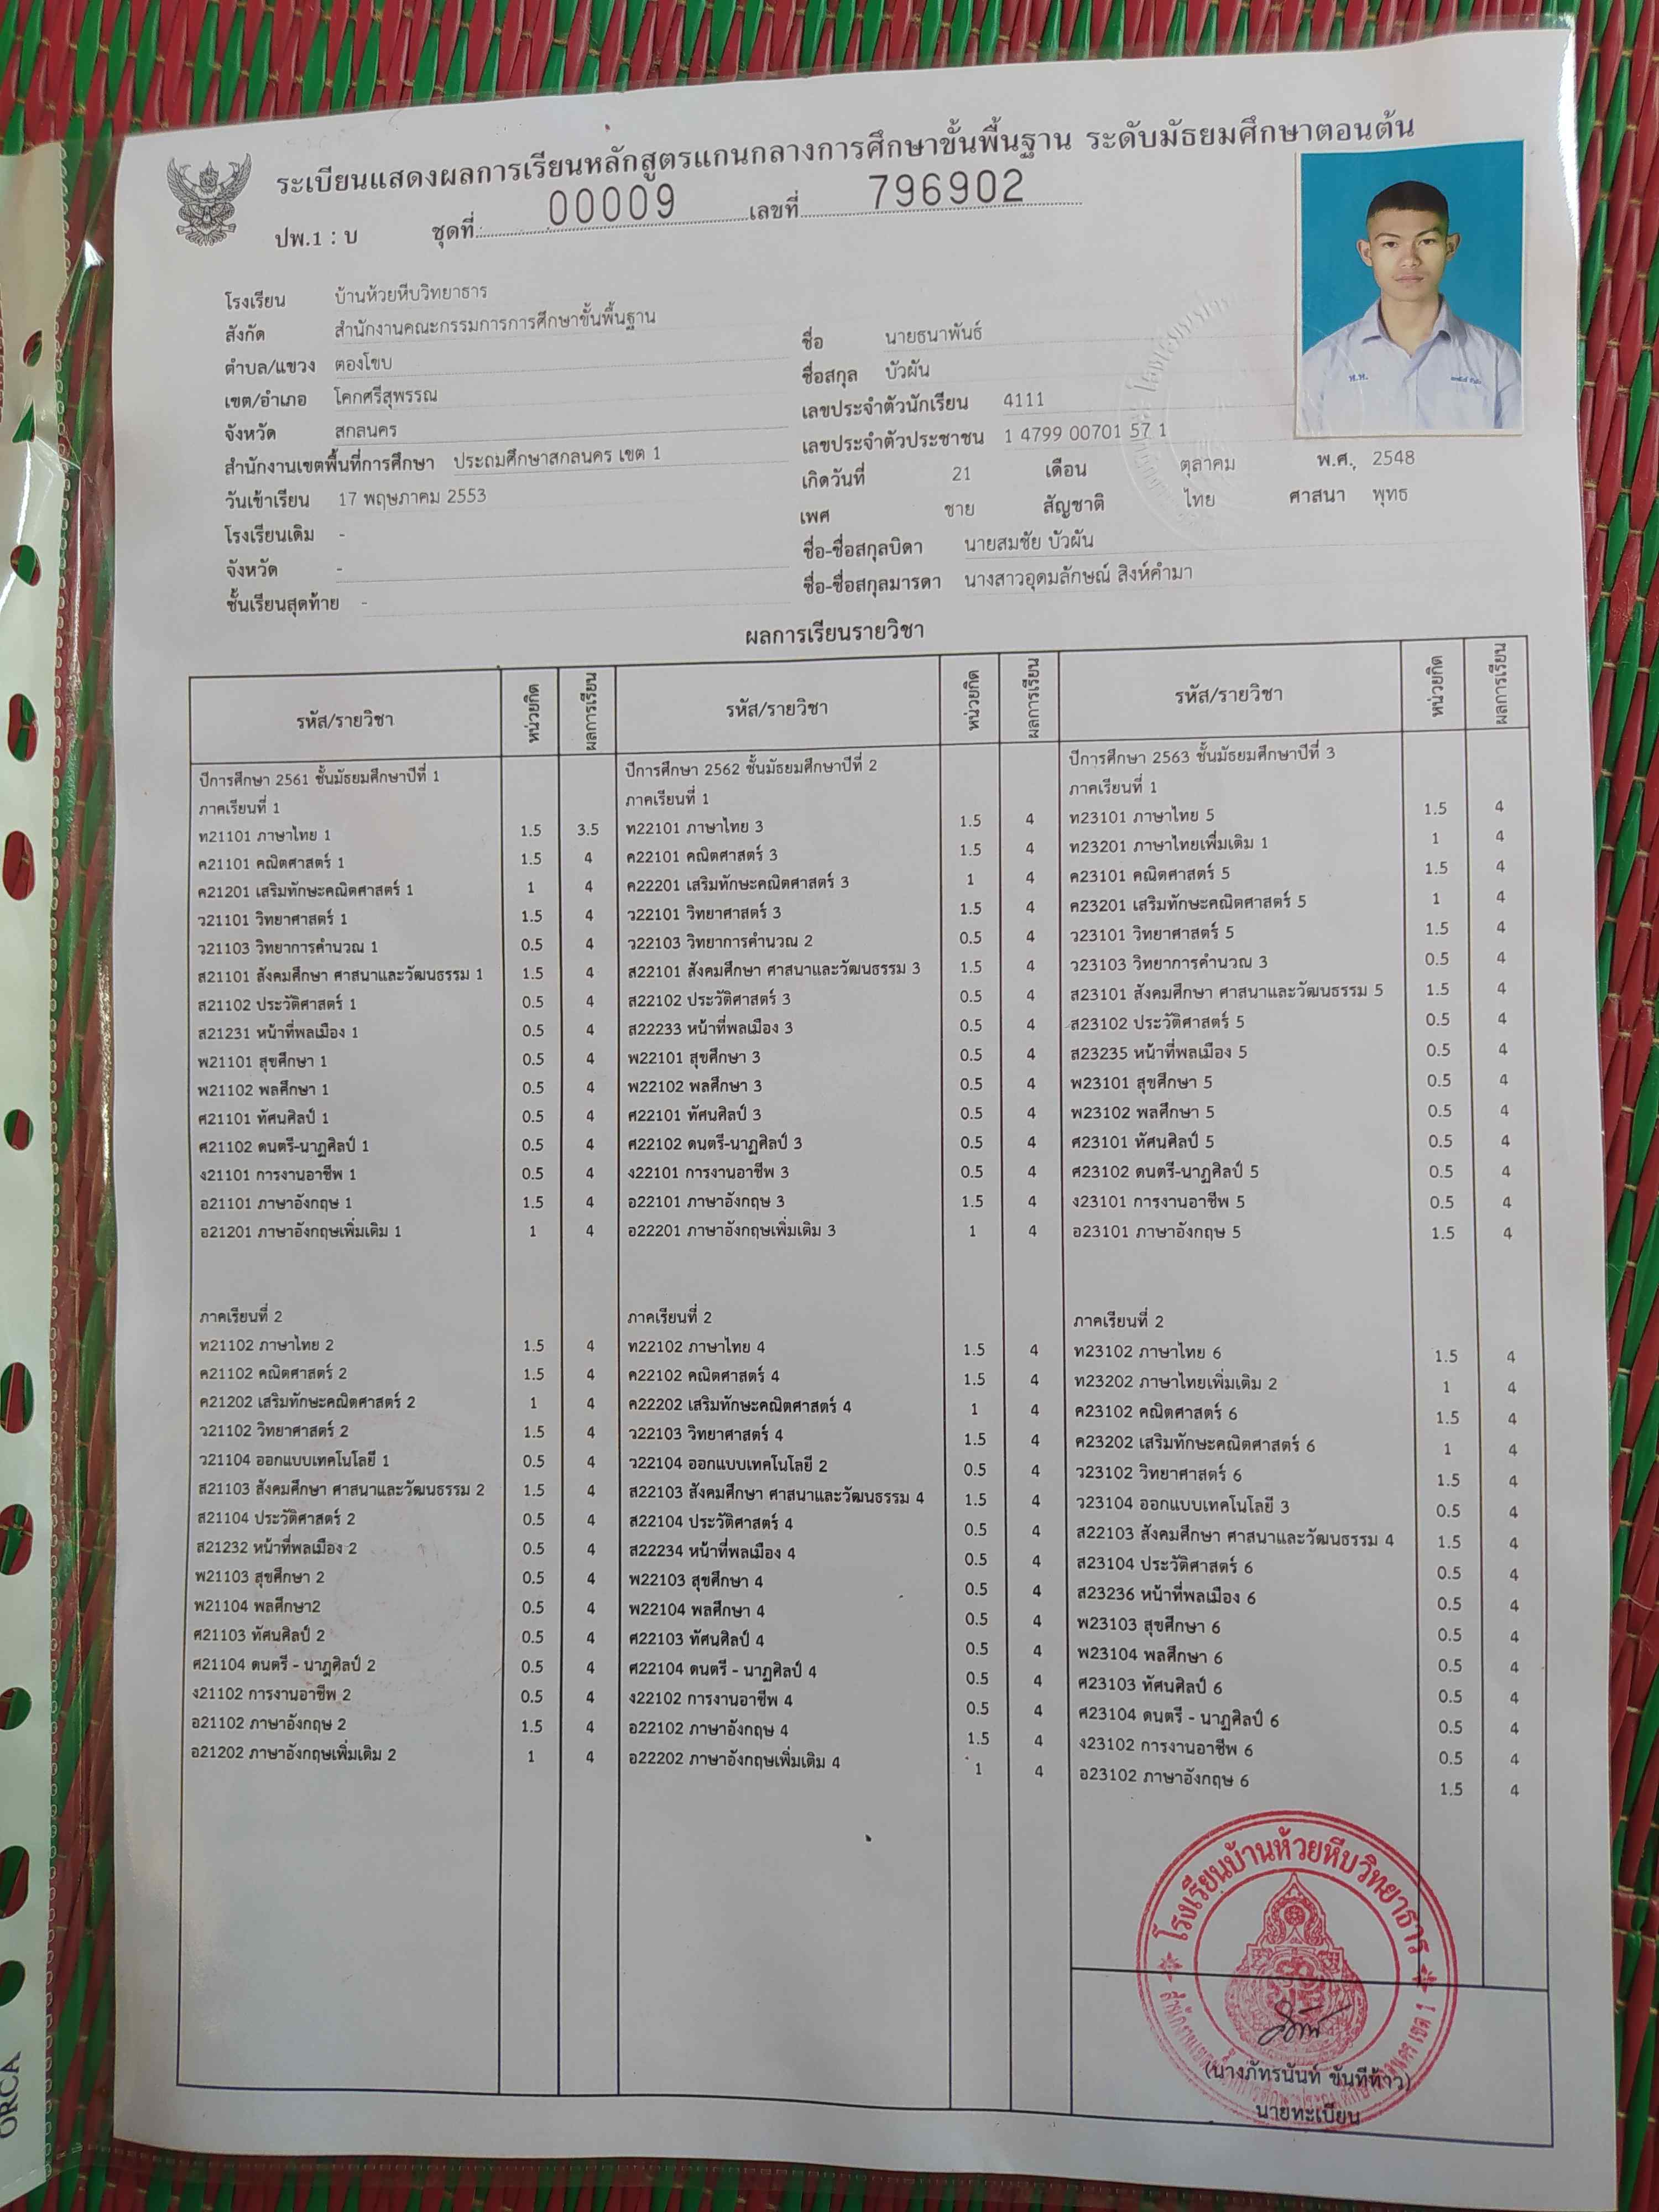 ระเบียนแสดงผลการเรียนหลักสูตรแกนกลางการศึกษาขั้นพื้นฐาน ระดับมัธยมศึกษาตอนต้น
ปพ.1 : บ ชุดที่ 00009 เลขที่ 796902
โรงเรียน บ้านห้วยหีบวิทยาธาร
สังกัด สำนักงานคณะกรรมการการศึกษาขั้นพื้นฐาน
ตำบล/แขวง ตองโขบ
เขต/อำเภอ โคกศรีสุพรรณ
จังหวัด สกลนคร
สำนักงานเขตพื้นที่การศึกษา ประถมศึกษาสกลนคร เขต 1
วันเข้าเรียน 17 พฤษภาคม 2553
โรงเรียนเดิม -
จังหวัด -
ชั้นเรียนสุดท้าย -
ชื่อ นายธนาพันธ์
ชื่อสกุล บัวผัน
เลขประจำตัวนักเรียน 4111
เลขประจำตัวประชาชน 1 4799 00701 57 1
เกิดวันที่ 21 เดือน ตุลาคม พ.ศ. 2548
เพศ ชาย สัญชาติ ไทย ศาสนา พุทธ
ชื่อ-ชื่อสกุลบิดา นายสมชัย บัวผัน
ชื่อ-ชื่อสกุลมารดา นางสาวอุดมลักษณ์ สิงห์คำมา
ผลการเรียนรายวิชา
รหัส/รายวิชา หน่วยกิต ผลการเรียน
ปีการศึกษา 2561 ชั้นมัธยมศึกษาปีที่ 1
ภาคเรียนที่ 1
ท21101 ภาษาไทย 1 1.5 3.5
ค21101 คณิตศาสตร์ 1 1.5 4
ค21201 เสริมทักษะคณิตศาสตร์ 1 1 4
ว21101 วิทยาศาสตร์ 1 1.5 4
ว21103 วิทยาการคำนวณ 1 0.5 4
ส21101 สังคมศึกษา ศาสนาและวัฒนธรรม 1 1.5 4
ส21102 ประวัติศาสตร์ 1 0.5 4
ส21231 หน้าที่พลเมือง 1 0.5 4
พ21101 สุขศึกษา 1 0.5 4
พ21102 พลศึกษา 1 0.5 4
ศ21101 ทัศนศิลป์ 1 0.5 4
ศ21102 ดนตรี-นาฏศิลป์ 1 0.5 4
ง21101 การงานอาชีพ 1 0.5 4
อ21101 ภาษาอังกฤษ 1 1.5 4
อ21201 ภาษาอังกฤษเพิ่มเติม 1 1 4
ภาคเรียนที่ 2
ท21102 ภาษาไทย 2 1.5 4
ค21102 คณิตศาสตร์ 2 1.5 4
ค21202 เสริมทักษะคณิตศาสตร์ 2 1 4
ว21102 วิทยาศาสตร์ 2 1.5 4
ว21104 ออกแบบเทคโนโลยี 1 0.5 4
ส21103 สังคมศึกษา ศาสนาและวัฒนธรรม 2 1.5 4
ส21104 ประวัติศาสตร์ 2 0.5 4
ส21232 หน้าที่พลเมือง 2 0.5 4
พ21103 สุขศึกษา 2 0.5 4
พ21104 พลศึกษา2 0.5 4
ศ21103 ทัศนศิลป์ 2 0.5 4
ศ21104 ดนตรี - นาฏศิลป์ 2 0.5 4
ง21102 การงานอาชีพ 2 0.5 4
อ21102 ภาษาอังกฤษ 2 1.5 4
อ21202 ภาษาอังกฤษเพิ่มเติม 2 1 4
รหัส/รายวิชา หน่วยกิต ผลการเรียน
ปีการศึกษา 2562 ชั้นมัธยมศึกษาปีที่ 2
ภาคเรียนที่ 1
ท22101 ภาษาไทย 3 1.5 4
ค22101 คณิตศาสตร์ 3 1.5 4
ค22201 เสริมทักษะคณิตศาสตร์ 3 1 4
ว22101 วิทยาศาสตร์ 3 1.5 4
ว22103 วิทยาการคำนวณ 2 0.5 4
ส22101 สังคมศึกษา ศาสนาและวัฒนธรรม 3 1.5 4
ส22102 ประวัติศาสตร์ 3 0.5 4
ส22233 หน้าที่พลเมือง 3 0.5 4
พ22101 สุขศึกษา 3 0.5 4
พ22102 พลศึกษา 3 0.5 4
ศ22101 ทัศนศิลป์ 3 0.5 4
ศ22102 ดนตรี-นาฏศิลป์ 3 0.5 4
ง22101 การงานอาชีพ 3 0.5 4
อ22101 ภาษาอังกฤษ 3 1.5 4
อ22201 ภาษาอังกฤษเพิ่มเติม 3 1 4
ภาคเรียนที่ 2
ท22102 ภาษาไทย 4 1.5 4
ค22102 คณิตศาสตร์ 4 1.5 4
ค22202 เสริมทักษะคณิตศาสตร์ 4 1 4
ว22103 วิทยาศาสตร์ 4 1.5 4
ว22104 ออกแบบเทคโนโลยี 2 0.5 4
ส22103 สังคมศึกษา ศาสนาและวัฒนธรรม 4 1.5 4
ส22104 ประวัติศาสตร์ 4 0.5 4
ส22234 หน้าที่พลเมือง 4 0.5 4
พ22103 สุขศึกษา 4 0.5 4
พ22104 พลศึกษา 4 0.5 4
ศ22103 ทัศนศิลป์ 4 0.5 4
ศ22104 ดนตรี - นาฏศิลป์ 4 0.5 4
ง22102 การงานอาชีพ 4 0.5 4
อ22102 ภาษาอังกฤษ 4 1.5 4
อ22202 ภาษาอังกฤษเพิ่มเติม 4 1 4
รหัส/รายวิชา หน่วยกิต ผลการเรียน
ปีการศึกษา 2563 ชั้นมัธยมศึกษาปีที่ 3
ภาคเรียนที่ 1
ท23101 ภาษาไทย 5 1.5 4
ท23201 ภาษาไทยเพิ่มเติม 1 1 4
ค23101 คณิตศาสตร์ 5 1.5 4
ค23201 เสริมทักษะคณิตศาสตร์ 5 1 4
ว23101 วิทยาศาสตร์ 5 1.5 4
ว23103 วิทยาการคำนวณ 3 0.5 4
ส23101 สังคมศึกษา ศาสนาและวัฒนธรรม 5 1.5 4
ส23102 ประวัติศาสตร์ 5 0.5 4
ส23235 หน้าที่พลเมือง 5 0.5 4
พ23101 สุขศึกษา 5 0.5 4
พ23102 พลศึกษา 5 0.5 4
ศ23101 ทัศนศิลป์ 5 0.5 4
ศ23102 ดนตรี-นาฏศิลป์ 5 0.5 4
ง23101 การงานอาชีพ 5 0.5 4
อ23101 ภาษาอังกฤษ 5 1.5 4
ภาคเรียนที่ 2
ท23102 ภาษาไทย 6 1.5 4
ท23202 ภาษาไทยเพิ่มเติม 2 1 4
ค23102 คณิตศาสตร์ 6 1.5 4
ค23202 เสริมทักษะคณิตศาสตร์ 6 1 4
ว23102 วิทยาศาสตร์ 6 1.5 4
ว23104 ออกแบบเทคโนโลยี 3 0.5 4
ส22103 สังคมศึกษา ศาสนาและวัฒนธรรม 4 1.5 4
ส23104 ประวัติศาสตร์ 6 0.5 4
ส23236 หน้าที่พลเมือง 6 0.5 4
พ23103 สุขศึกษา 6 0.5 4
พ23104 พลศึกษา 6 0.5 4
ศ23103 ทัศนศิลป์ 6 0.5 4
ศ23104 ดนตรี - นาฏศิลป์ 6 0.5 4
ง23102 การงานอาชีพ 6 0.5 4
อ23102 ภาษาอังกฤษ 6 1.5 4
โรงเรียนบ้านห้วยหีบวิทยาธาร
(นางภัทรนันท์ ขันทีท้าว)
นายทะเบียน
ORCA